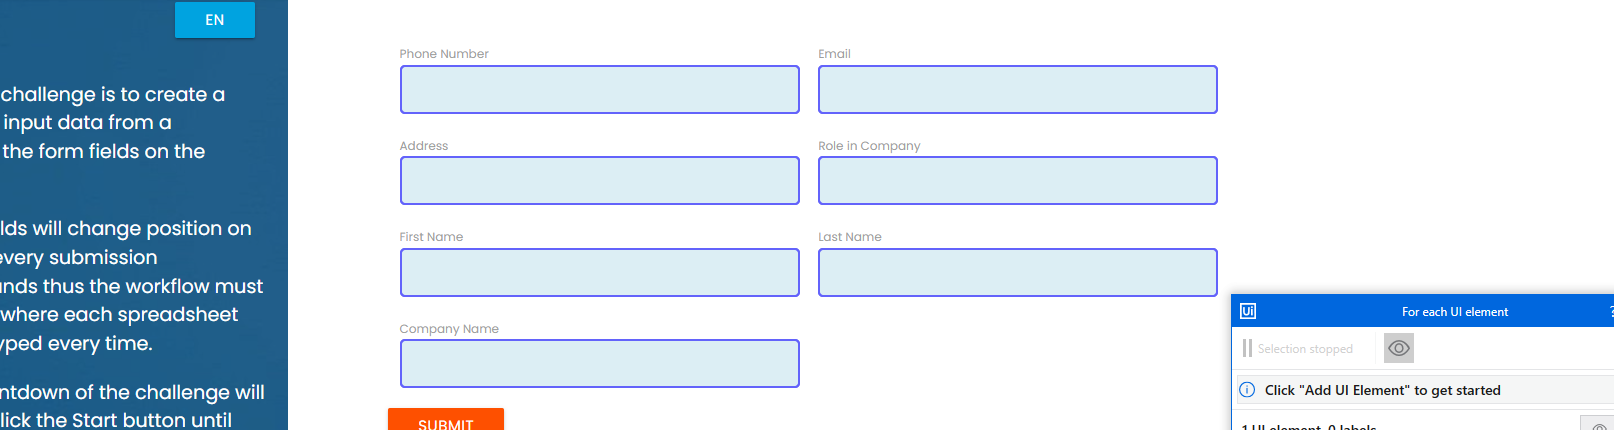 EN
challenge is to create a
input data from a
the form fields on the
lds will change position on
every submission
unds thus the workflow must
where each spreadsheet
yped every time.
ntdown of the challenge will
lick the Start button until
Phone Number
Email
Address
Role in Company
First Name
Last Name
Company Name
SUBMIT
Ui
For each UI element
?
Selection stopped
Click "Add UI Element" to get started
1 UI element, 0 labels